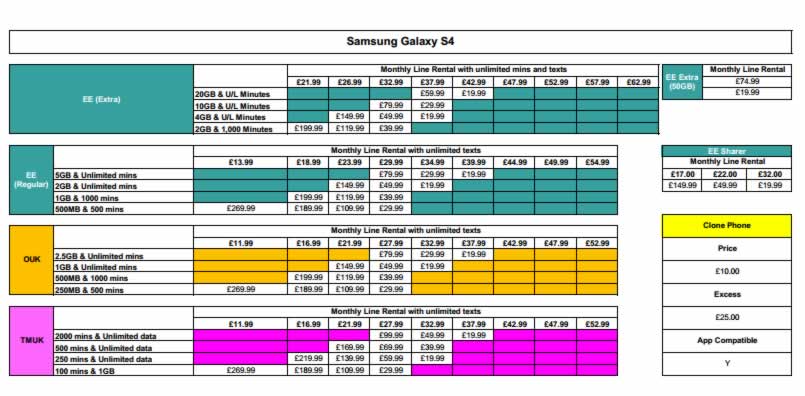 Samsung Galaxy S4
EE (Extra)
Monthly Line Rental with unlimited mins and texts
£21.99 £26.99 £32.99 £37.99 £42.99 £47.99 £52.99 £57.99 £62.99
20GB & U/L Minutes £59.99 £19.99
10GB & U/L Minutes £79.99 £29.99
4GB & U/L Minutes £149.99 £49.99 £19.99
2GB & 1,000 Minutes £199.99 £119.99 £39.99
EE Extra
(50GB)
Monthly Line Rental
£74.99
£19.99
EE
(Regular)
Monthly Line Rental with unlimited texts
£13.99 £18.99 £23.99 £29.99 £34.99 £39.99 £44.99 £49.99 £54.99
5GB & Unlimited mins £79.99 £29.99 £19.99
2GB & Unlimited mins £149.99 £49.99 £19.99
1GB & 1000 mins £199.99 £119.99 £39.99
500MB & 500 mins £269.99 £189.99 £109.99 £29.99
EE Sharer
Monthly Line Rental
£17.00 £22.00 £32.00
£149.99 £49.99 £19.99
OUK
Monthly Line Rental with unlimited texts
£11.99 £16.99 £21.99 £27.99 £32.99 £37.99 £42.99 £47.99 £52.99
2.5GB & Unlimited mins £79.99 £29.99 £19.99
1GB & Unlimited mins £149.99 £49.99 £19.99
500MB & 1000 mins £199.99 £119.99 £39.99
250MB & 500 mins £269.99 £189.99 £109.99 £29.99
Clone Phone
Price
£10.00
Excess
£25.00
App Compatible
Y
TMUK
Monthly Line Rental with unlimited texts
£11.99 £16.99 £21.99 £27.99 £32.99 £37.99 £42.99 £47.99 £52.99
2000 mins & Unlimited data £99.99 £49.99 £19.99
500 mins & Unlimited data £169.99 £69.99 £39.99
250 mins & Unlimited data £219.99 £139.99 £59.99 £19.99
100 mins & 1GB £269.99 £189.99 £109.99 £29.99